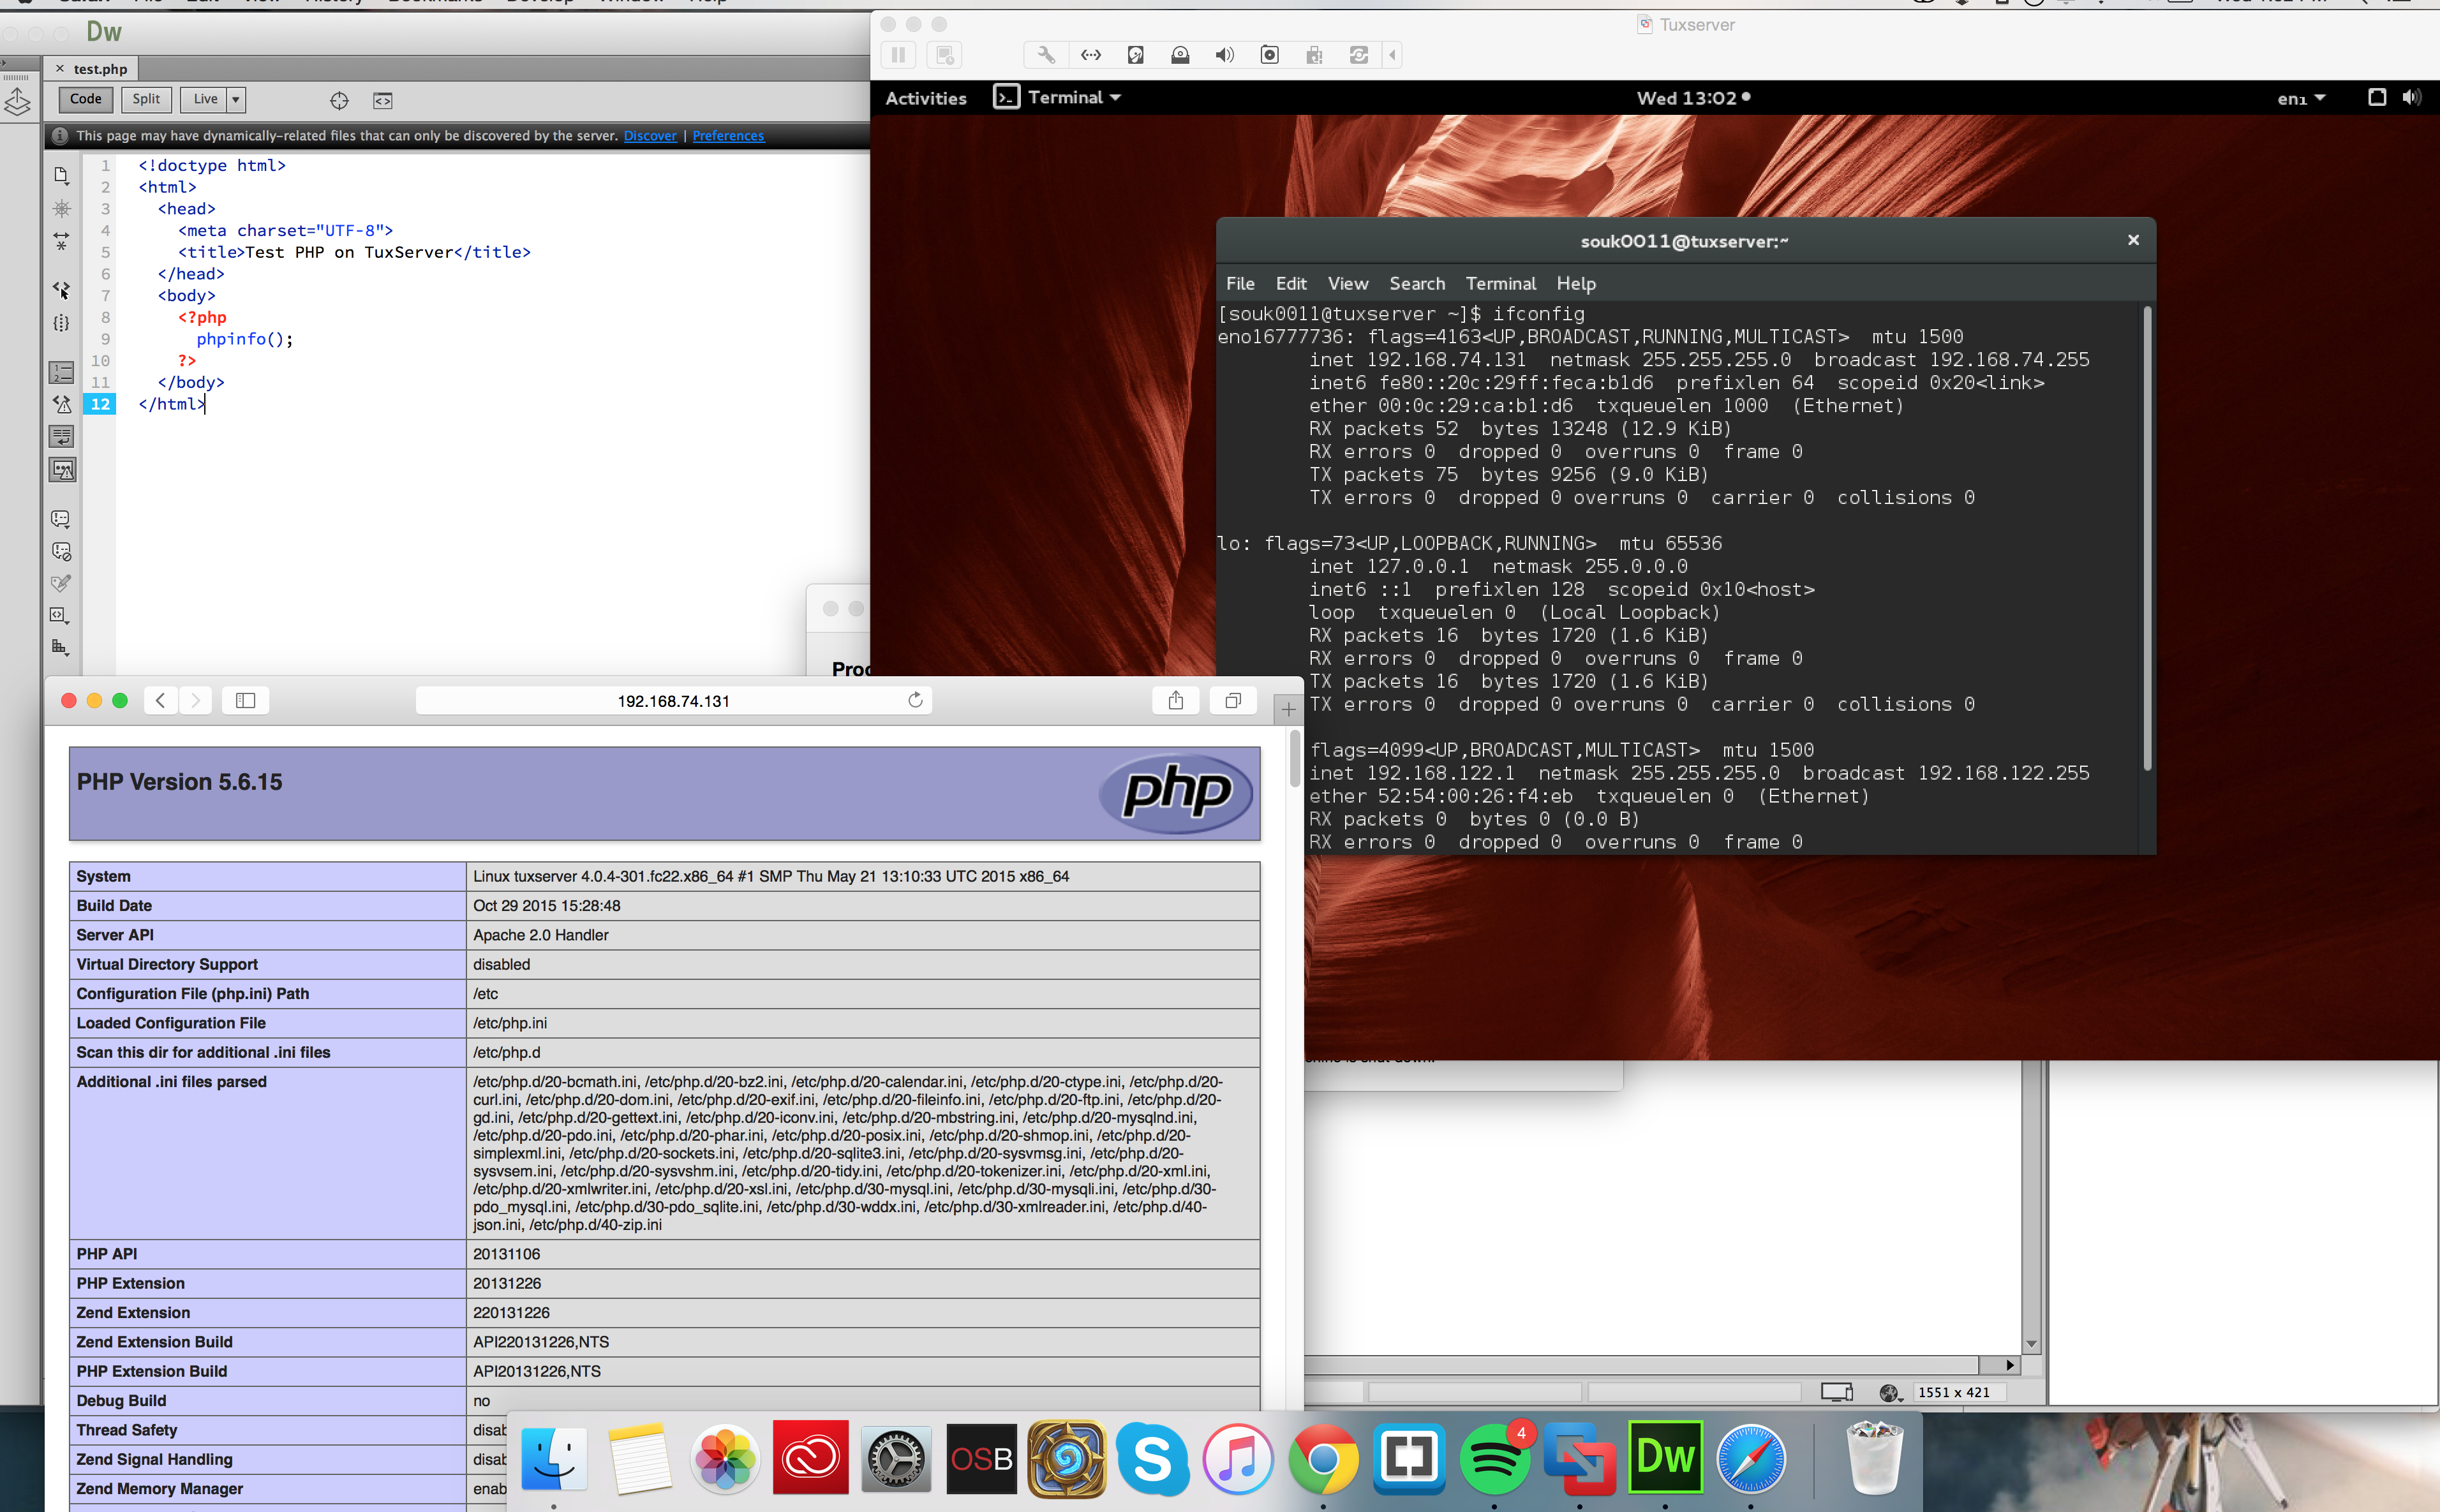 Dw
Tuxserver
× test.php
Code Split Live
This page may have dynamically-related files that can only be discovered by the server. Discover | Preferences
1 <!doctype html>
2 <html>
3 <head>
4 <meta charset="UTF-8">
5 <title>Test PHP on TuxServer</title>
6 </head>
7 <body>
8 <?php
9 phpinfo();
10 ?>
11 </body>
12 </html>
Activities Terminal Wed 13:02 en1
souk0011@tuxserver:~
File Edit View Search Terminal Help
[souk0011@tuxserver ~]$ ifconfig
eno16777736: flags=4163<UP,BROADCAST,RUNNING,MULTICAST> mtu 1500
inet 192.168.74.131 netmask 255.255.255.0 broadcast 192.168.74.255
inet6 fe80::20c:29ff:feca:b1d6 prefixlen 64 scopeid 0x20<link>
ether 00:0c:29:ca:b1:d6 txqueuelen 1000 (Ethernet)
RX packets 52 bytes 13248 (12.9 KiB)
RX errors 0 dropped 0 overruns 0 frame 0
TX packets 75 bytes 9256 (9.0 KiB)
TX errors 0 dropped 0 overruns 0 carrier 0 collisions 0
lo: flags=73<UP,LOOPBACK,RUNNING> mtu 65536
inet 127.0.0.1 netmask 255.0.0.0
inet6 ::1 prefixlen 128 scopeid 0x10<host>
loop txqueuelen 0 (Local Loopback)
RX packets 16 bytes 1720 (1.6 KiB)
RX errors 0 dropped 0 overruns 0 frame 0
TX packets 16 bytes 1720 (1.6 KiB)
TX errors 0 dropped 0 overruns 0 carrier 0 collisions 0
flags=4099<UP,BROADCAST,MULTICAST> mtu 1500
inet 192.168.122.1 netmask 255.255.255.0 broadcast 192.168.122.255
ether 52:54:00:26:f4:eb txqueuelen 0 (Ethernet)
RX packets 0 bytes 0 (0.0 B)
RX errors 0 dropped 0 overruns 0 frame 0
192.168.74.131
PHP Version 5.6.15
php
System Linux tuxserver 4.0.4-301.fc22.x86_64 #1 SMP Thu May 21 13:10:33 UTC 2015 x86_64
Build Date Oct 29 2015 15:28:48
Server API Apache 2.0 Handler
Virtual Directory Support disabled
Configuration File (php.ini) Path /etc
Loaded Configuration File /etc/php.ini
Scan this dir for additional .ini files /etc/php.d
Additional .ini files parsed /etc/php.d/20-bcmath.ini, /etc/php.d/20-bz2.ini, /etc/php.d/20-calendar.ini, /etc/php.d/20-ctype.ini, /etc/php.d/20-
curl.ini, /etc/php.d/20-dom.ini, /etc/php.d/20-exif.ini, /etc/php.d/20-fileinfo.ini, /etc/php.d/20-ftp.ini, /etc/php.d/20-
gd.ini, /etc/php.d/20-gettext.ini, /etc/php.d/20-iconv.ini, /etc/php.d/20-mbstring.ini, /etc/php.d/20-mysqlnd.ini,
/etc/php.d/20-pdo.ini, /etc/php.d/20-phar.ini, /etc/php.d/20-posix.ini, /etc/php.d/20-shmop.ini, /etc/php.d/20-
simplexml.ini, /etc/php.d/20-sockets.ini, /etc/php.d/20-sqlite3.ini, /etc/php.d/20-sysvmsg.ini, /etc/php.d/20-
sysvsem.ini, /etc/php.d/20-sysvshm.ini, /etc/php.d/20-tidy.ini, /etc/php.d/20-tokenizer.ini, /etc/php.d/20-xml.ini,
/etc/php.d/20-xmlwriter.ini, /etc/php.d/20-xsl.ini, /etc/php.d/30-mysql.ini, /etc/php.d/30-mysqli.ini, /etc/php.d/30-
pdo_mysql.ini, /etc/php.d/30-pdo_sqlite.ini, /etc/php.d/30-wddx.ini, /etc/php.d/30-xmlreader.ini, /etc/php.d/40-
json.ini, /etc/php.d/40-zip.ini
PHP API 20131106
PHP Extension 20131226
Zend Extension 220131226
Zend Extension Build API220131226,NTS
PHP Extension Build API20131226,NTS
Debug Build no
Thread Safety disab
Zend Signal Handling disab
Zend Memory Manager enab
1551 x 421
OSB
4
Dw